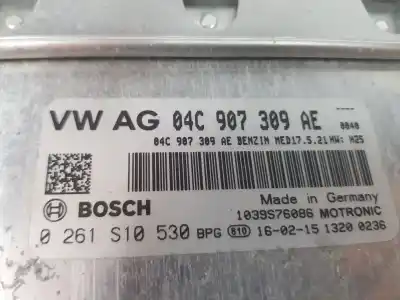 VW AG 04C 907 309 AE 0040
04C 907 309 AE BENZIN MED17.5.21 HW: H25
Made in Germany
BOSCH 1039S76086 MOTRONIC
0 261 S10 530 BPG 810 16-02-15 1320 0236